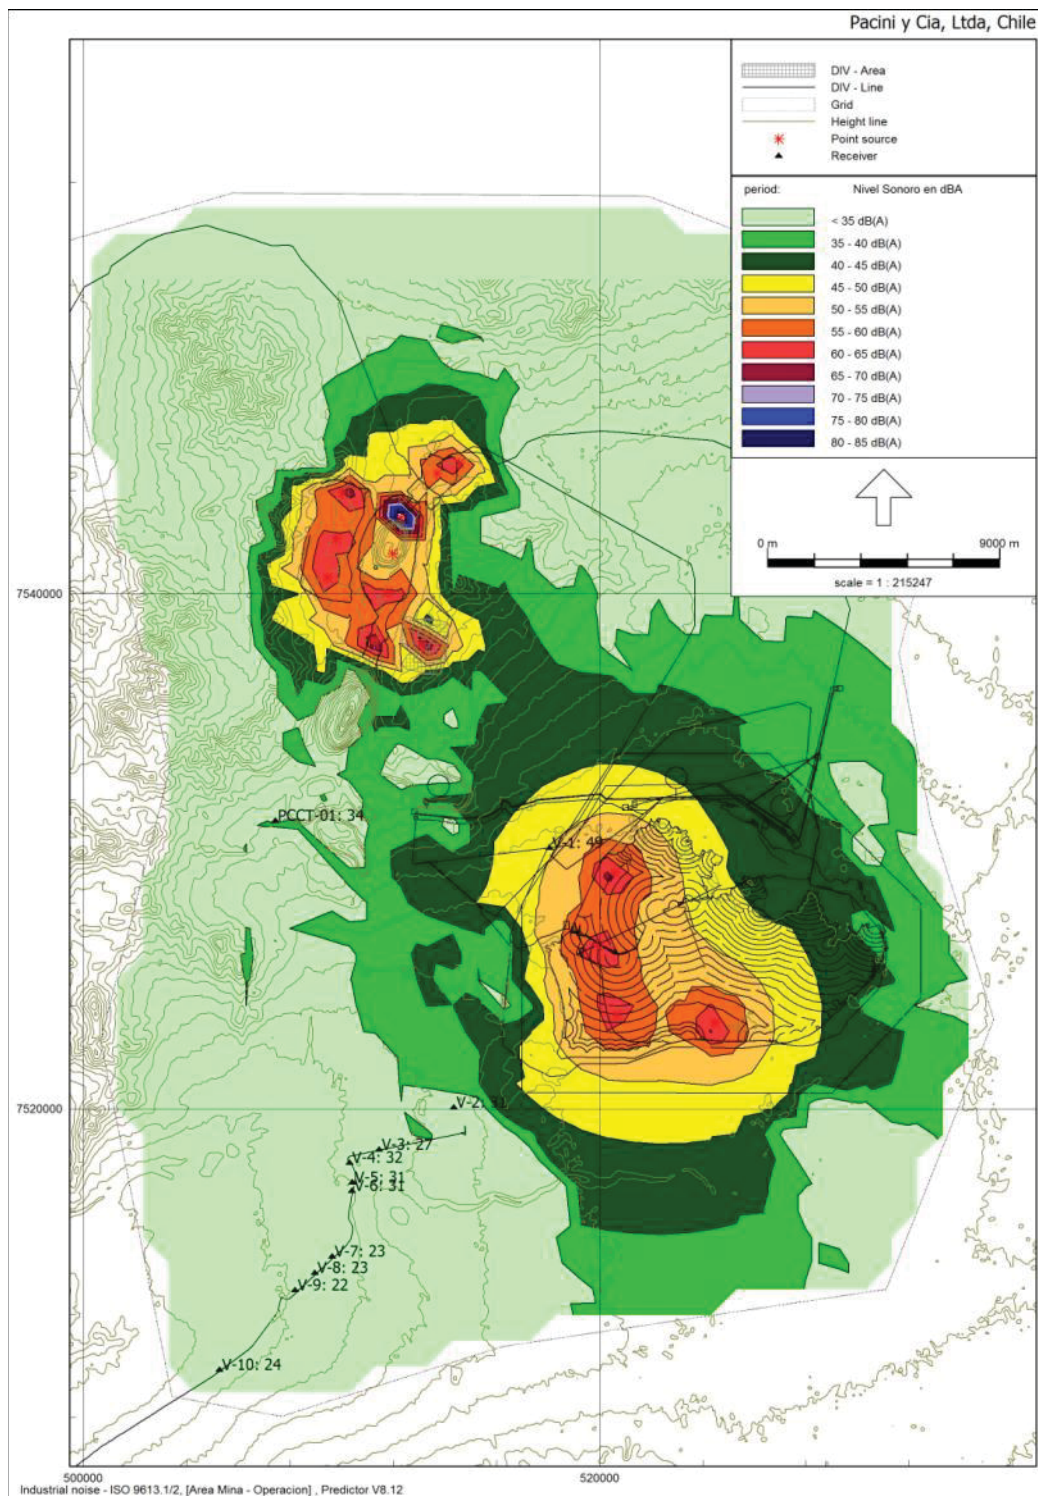 Pacini y Cia, Ltda, Chile
DIV - Area
DIV - Line
Grid
Height line
Point source
Receiver
period: Nivel Sonoro en dBA
< 35 dB(A)
35 - 40 dB(A)
40 - 45 dB(A)
45 - 50 dB(A)
50 - 55 dB(A)
55 - 60 dB(A)
60 - 65 dB(A)
65 - 70 dB(A)
70 - 75 dB(A)
75 - 80 dB(A)
80 - 85 dB(A)
0 m 9000 m
scale = 1 : 215247
7540000
PCCT-01: 34
V-1: 49
7520000
V-2: 31
V-3: 27
V-4: 32
V-5: 31
V-6: 31
V-7: 23
V-8: 23
V-9: 22
V-10: 24
500000 520000
Industrial noise - ISO 9613.1/2, [Area Mina - Operacion] , Predictor V8.12